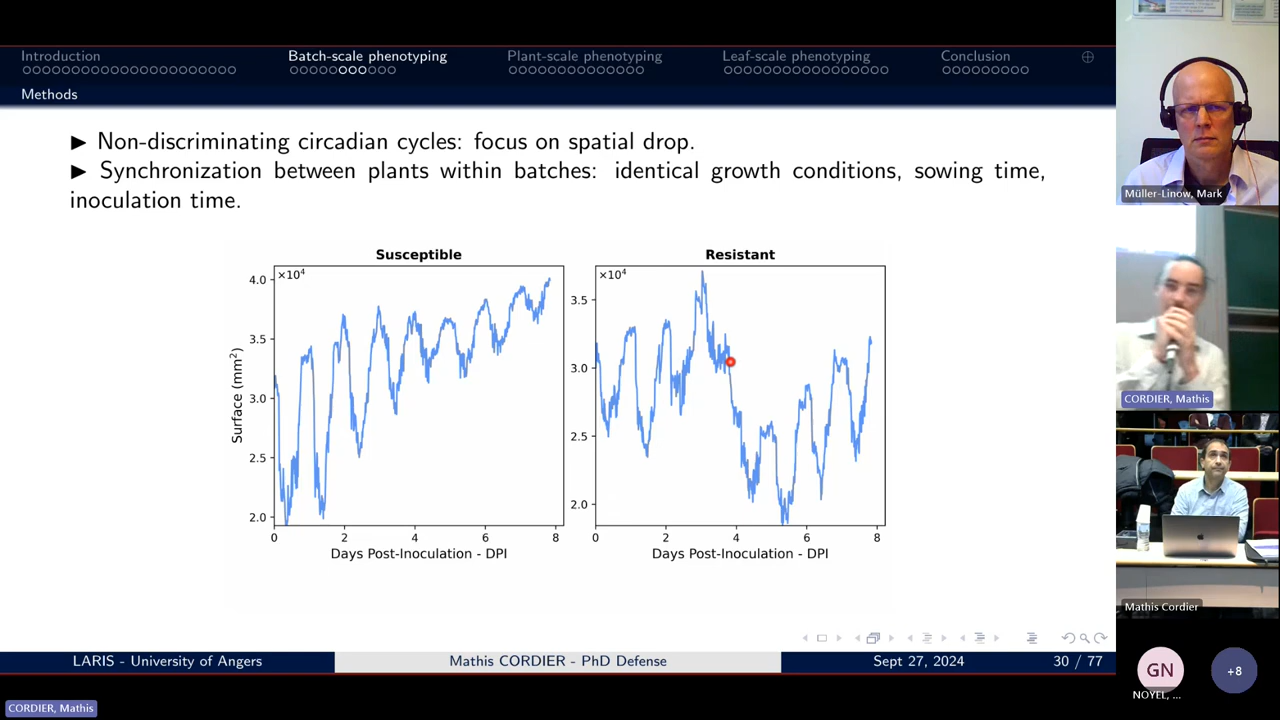 Introduction
Batch-scale phenotyping
Plant-scale phenotyping
Leaf-scale phenotyping
Conclusion
Methods
► Non-discriminating circadian cycles: focus on spatial drop.
► Synchronization between plants within batches: identical growth conditions, sowing time,
inoculation time.
Susceptible
×10⁴
4.0
3.5
3.0
2.5
2.0
Surface (mm²)
0 2 4 6 8
Days Post-Inoculation - DPI
Resistant
×10⁴
3.5
3.0
2.5
2.0
0 2 4 6 8
Days Post-Inoculation - DPI
LARIS - University of Angers
Mathis CORDIER - PhD Defense
Sept 27, 2024
30 / 77
CORDIER, Mathis
Müller-Linow, Mark
CORDIER, Mathis
Mathis Cordier
GN
NOYEL, ...
+8